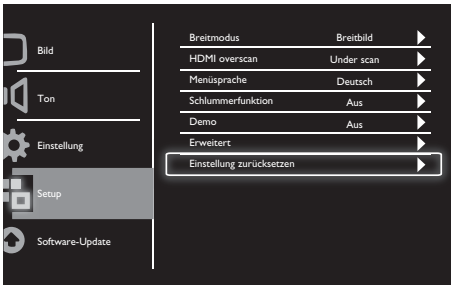 Bild
Ton
Einstellung
Setup
Software-Update
Breitmodus Breitbild
HDMI overscan Under scan
Menüsprache Deutsch
Schlummerfunktion Aus
Demo Aus
Erweitert
Einstellung zurücksetzen